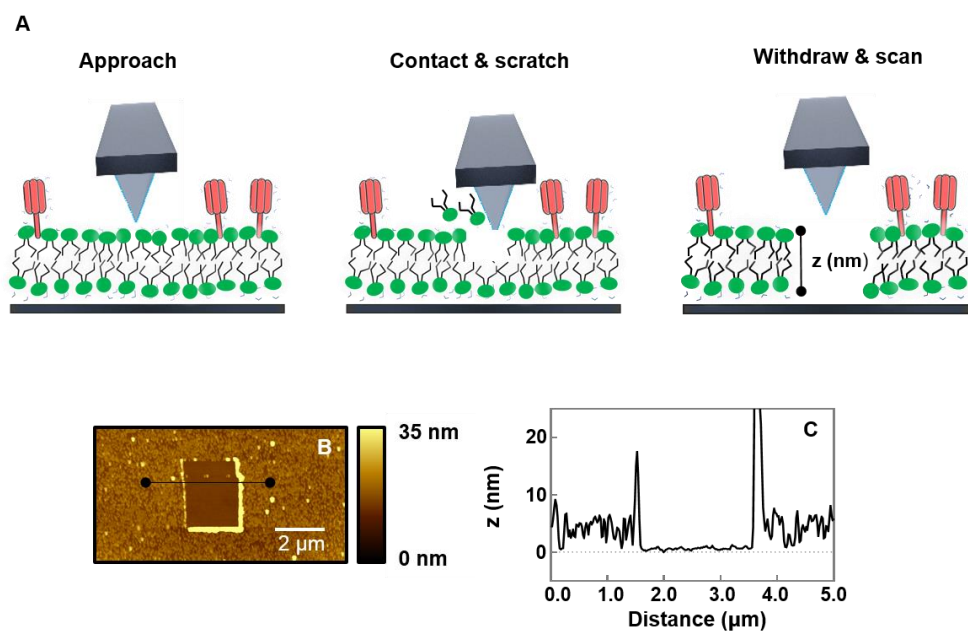 A
Approach
Contact & scratch
Withdraw & scan
z (nm)
B
35 nm
0 nm
2 µm
C
z (nm)
20
10
0
0.0 1.0 2.0 3.0 4.0 5.0
Distance (µm)